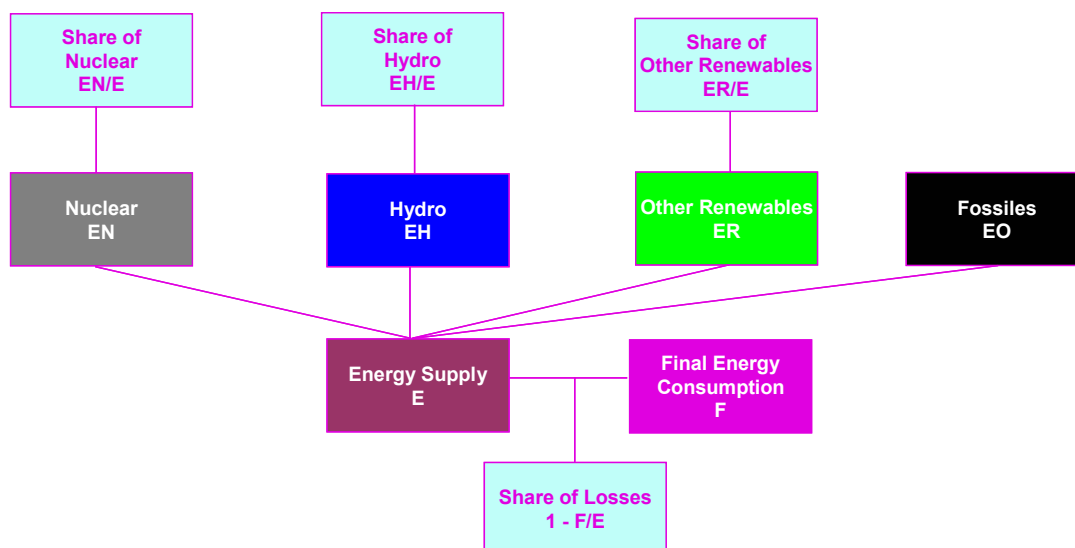 Share of
Nuclear
EN/E
Share of
Hydro
EH/E
Share of
Other Renewables
ER/E
Nuclear
EN
Hydro
EH
Other Renewables
ER
Fossiles
EO
Energy Supply
E
Final Energy
Consumption
F
Share of Losses
1 - F/E